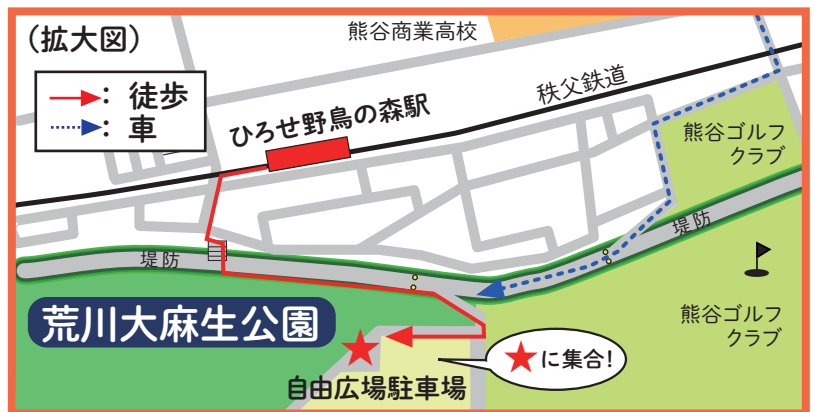 (拡大図)
：徒歩
：車
熊谷商業高校
秩父鉄道
ひろせ野鳥の森駅
熊谷ゴルフ
クラブ
堤防
堤防
荒川大麻生公園
熊谷ゴルフ
クラブ
★に集合！
自由広場駐車場